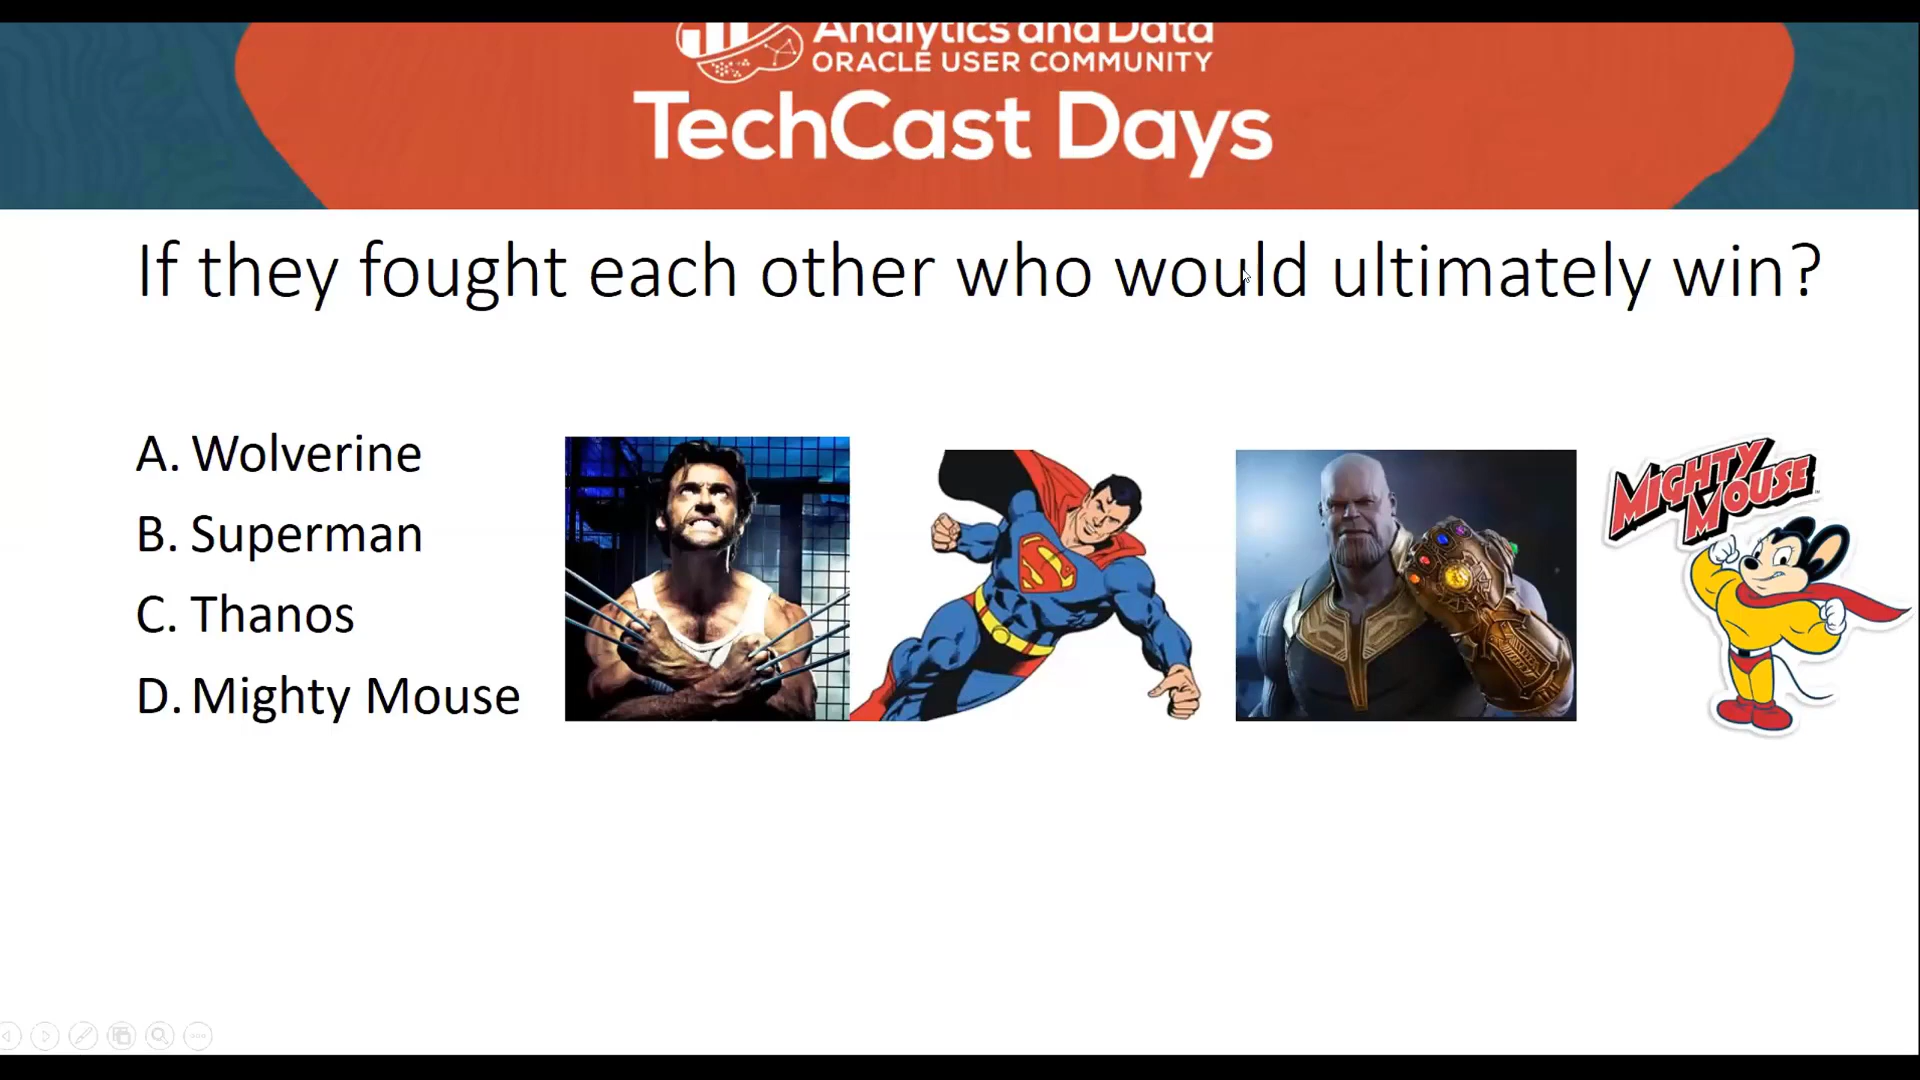 Analytics and Data
ORACLE USER COMMUNITY
TechCast Days
If they fought each other who would ultimately win?
A. Wolverine
B. Superman
C. Thanos
D. Mighty Mouse
MIGHTY
MOUSE